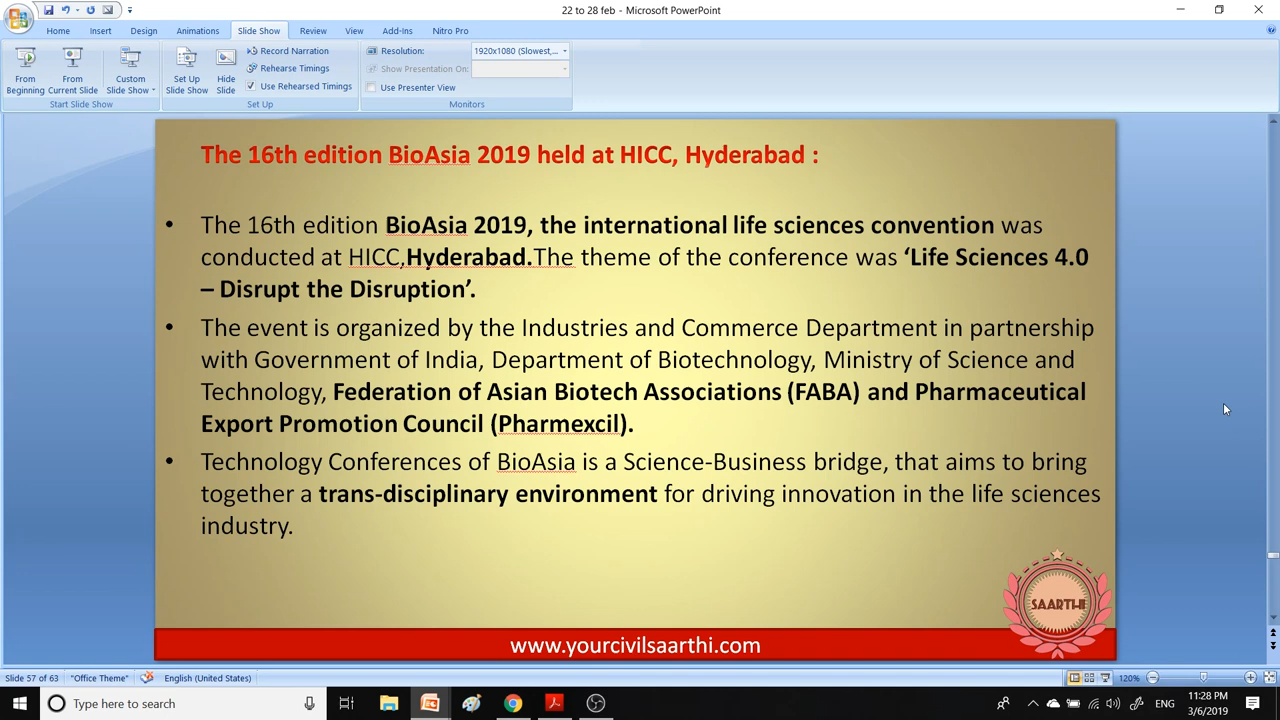 22 to 28 feb - Microsoft PowerPoint
Home Insert Design Animations Slide Show Review View Add-Ins Nitro Pro
From Beginning
From Current Slide
Custom Slide Show
Start Slide Show
Set Up Slide Show
Hide Slide
Record Narration
Rehearse Timings
Use Rehearsed Timings
Set Up
Resolution: 1920x1080 (Slowest,...
Show Presentation On:
Use Presenter View
Monitors
The 16th edition BioAsia 2019 held at HICC, Hyderabad :
• The 16th edition BioAsia 2019, the international life sciences convention was
conducted at HICC,Hyderabad.The theme of the conference was ‘Life Sciences 4.0
– Disrupt the Disruption’.
• The event is organized by the Industries and Commerce Department in partnership
with Government of India, Department of Biotechnology, Ministry of Science and
Technology, Federation of Asian Biotech Associations (FABA) and Pharmaceutical
Export Promotion Council (Pharmexcil).
• Technology Conferences of BioAsia is a Science-Business bridge, that aims to bring
together a trans-disciplinary environment for driving innovation in the life sciences
industry.
SAARTHI
www.yourcivilsaarthi.com
Slide 57 of 63 "Office Theme" English (United States) 120%
Type here to search
ENG
11:28 PM
3/6/2019